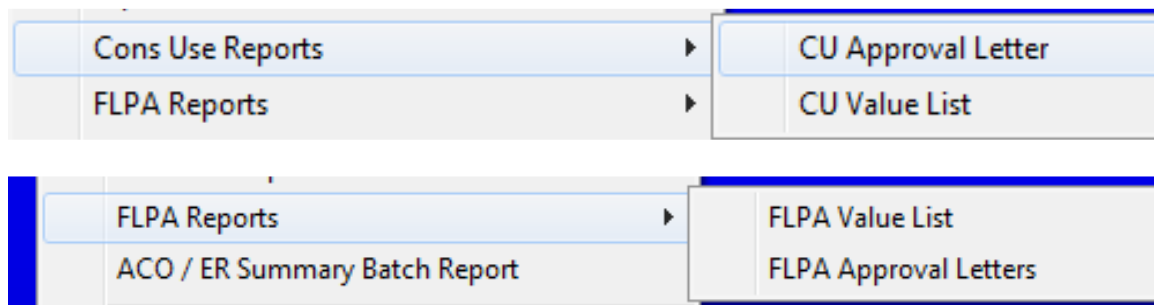 Cons Use Reports CU Approval Letter
FLPA Reports CU Value List
FLPA Reports FLPA Value List
ACO / ER Summary Batch Report FLPA Approval Letters